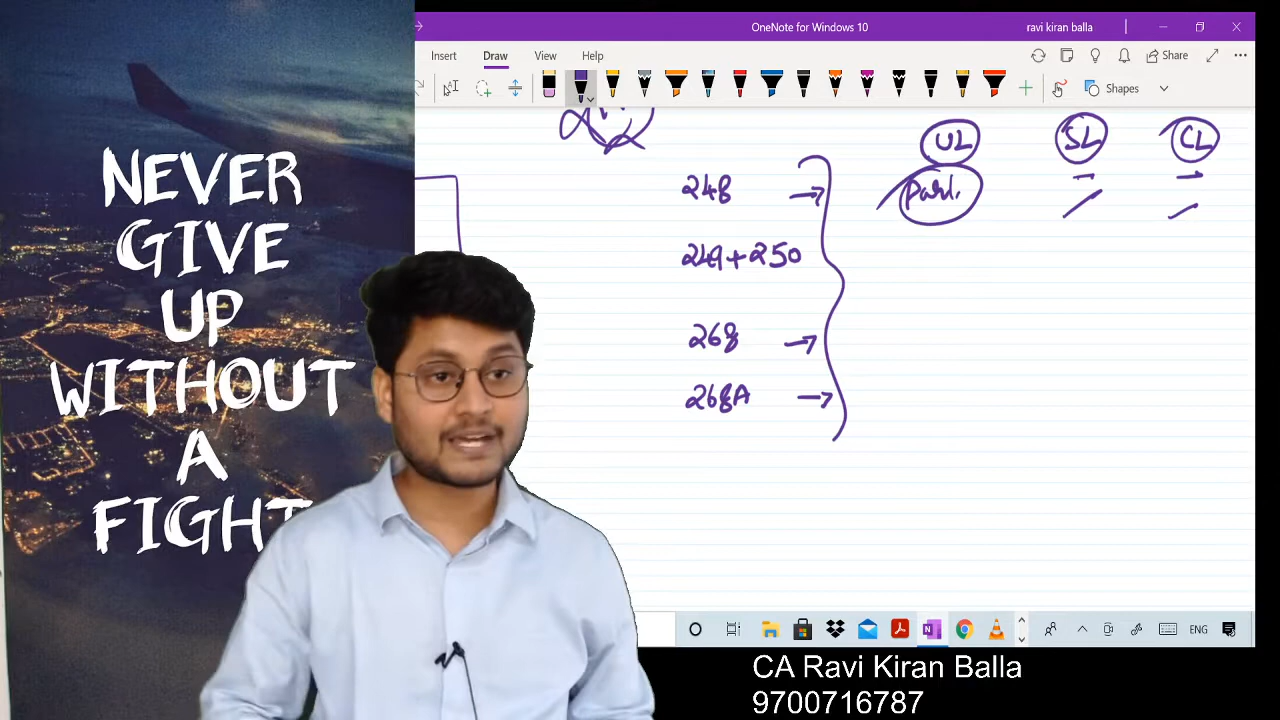 NEVER
GIVE
UP
WITHOUT
A
FIGHT
OneNote for Windows 10
ravi kiran balla
Insert Draw View Help
Share
Shapes
UL SL CL
248 Parl.
249+250
268
268A
ENG
CA Ravi Kiran Balla
9700716787